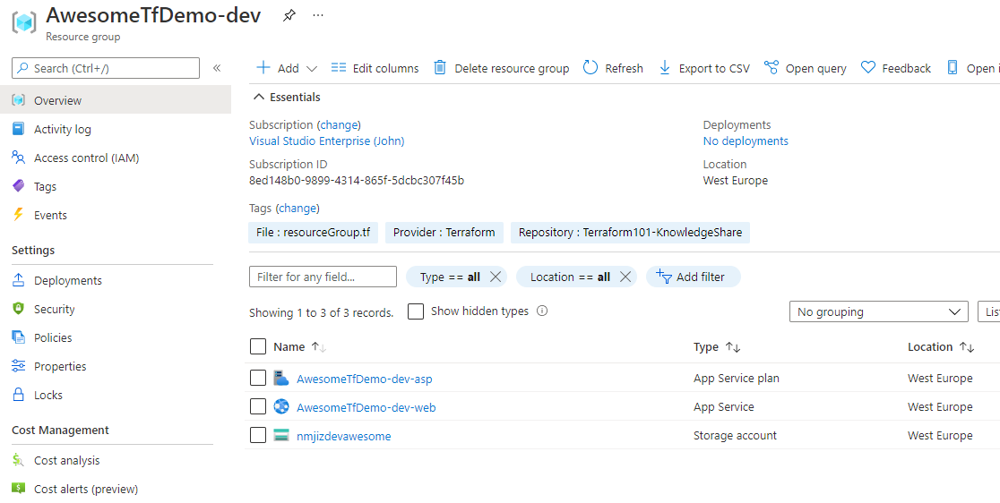 AwesomeTfDemo-dev
Resource group
Search (Ctrl+/)
Overview
Activity log
Access control (IAM)
Tags
Events
Settings
Deployments
Security
Policies
Properties
Locks
Cost Management
Cost analysis
Cost alerts (preview)
Add Edit columns Delete resource group Refresh Export to CSV Open query Feedback Open i
Essentials
Subscription (change)
Visual Studio Enterprise (John)
Subscription ID
8ed148b0-9899-4314-865f-5dcbc307f45b
Deployments
No deployments
Location
West Europe
Tags (change)
File : resourceGroup.tf Provider : Terraform Repository : Terraform101-KnowledgeShare
Filter for any field... Type == all Location == all Add filter
Showing 1 to 3 of 3 records. Show hidden types No grouping Lis
Name Type Location
AwesomeTfDemo-dev-asp App Service plan West Europe
AwesomeTfDemo-dev-web App Service West Europe
nmjizdevawesome Storage account West Europe